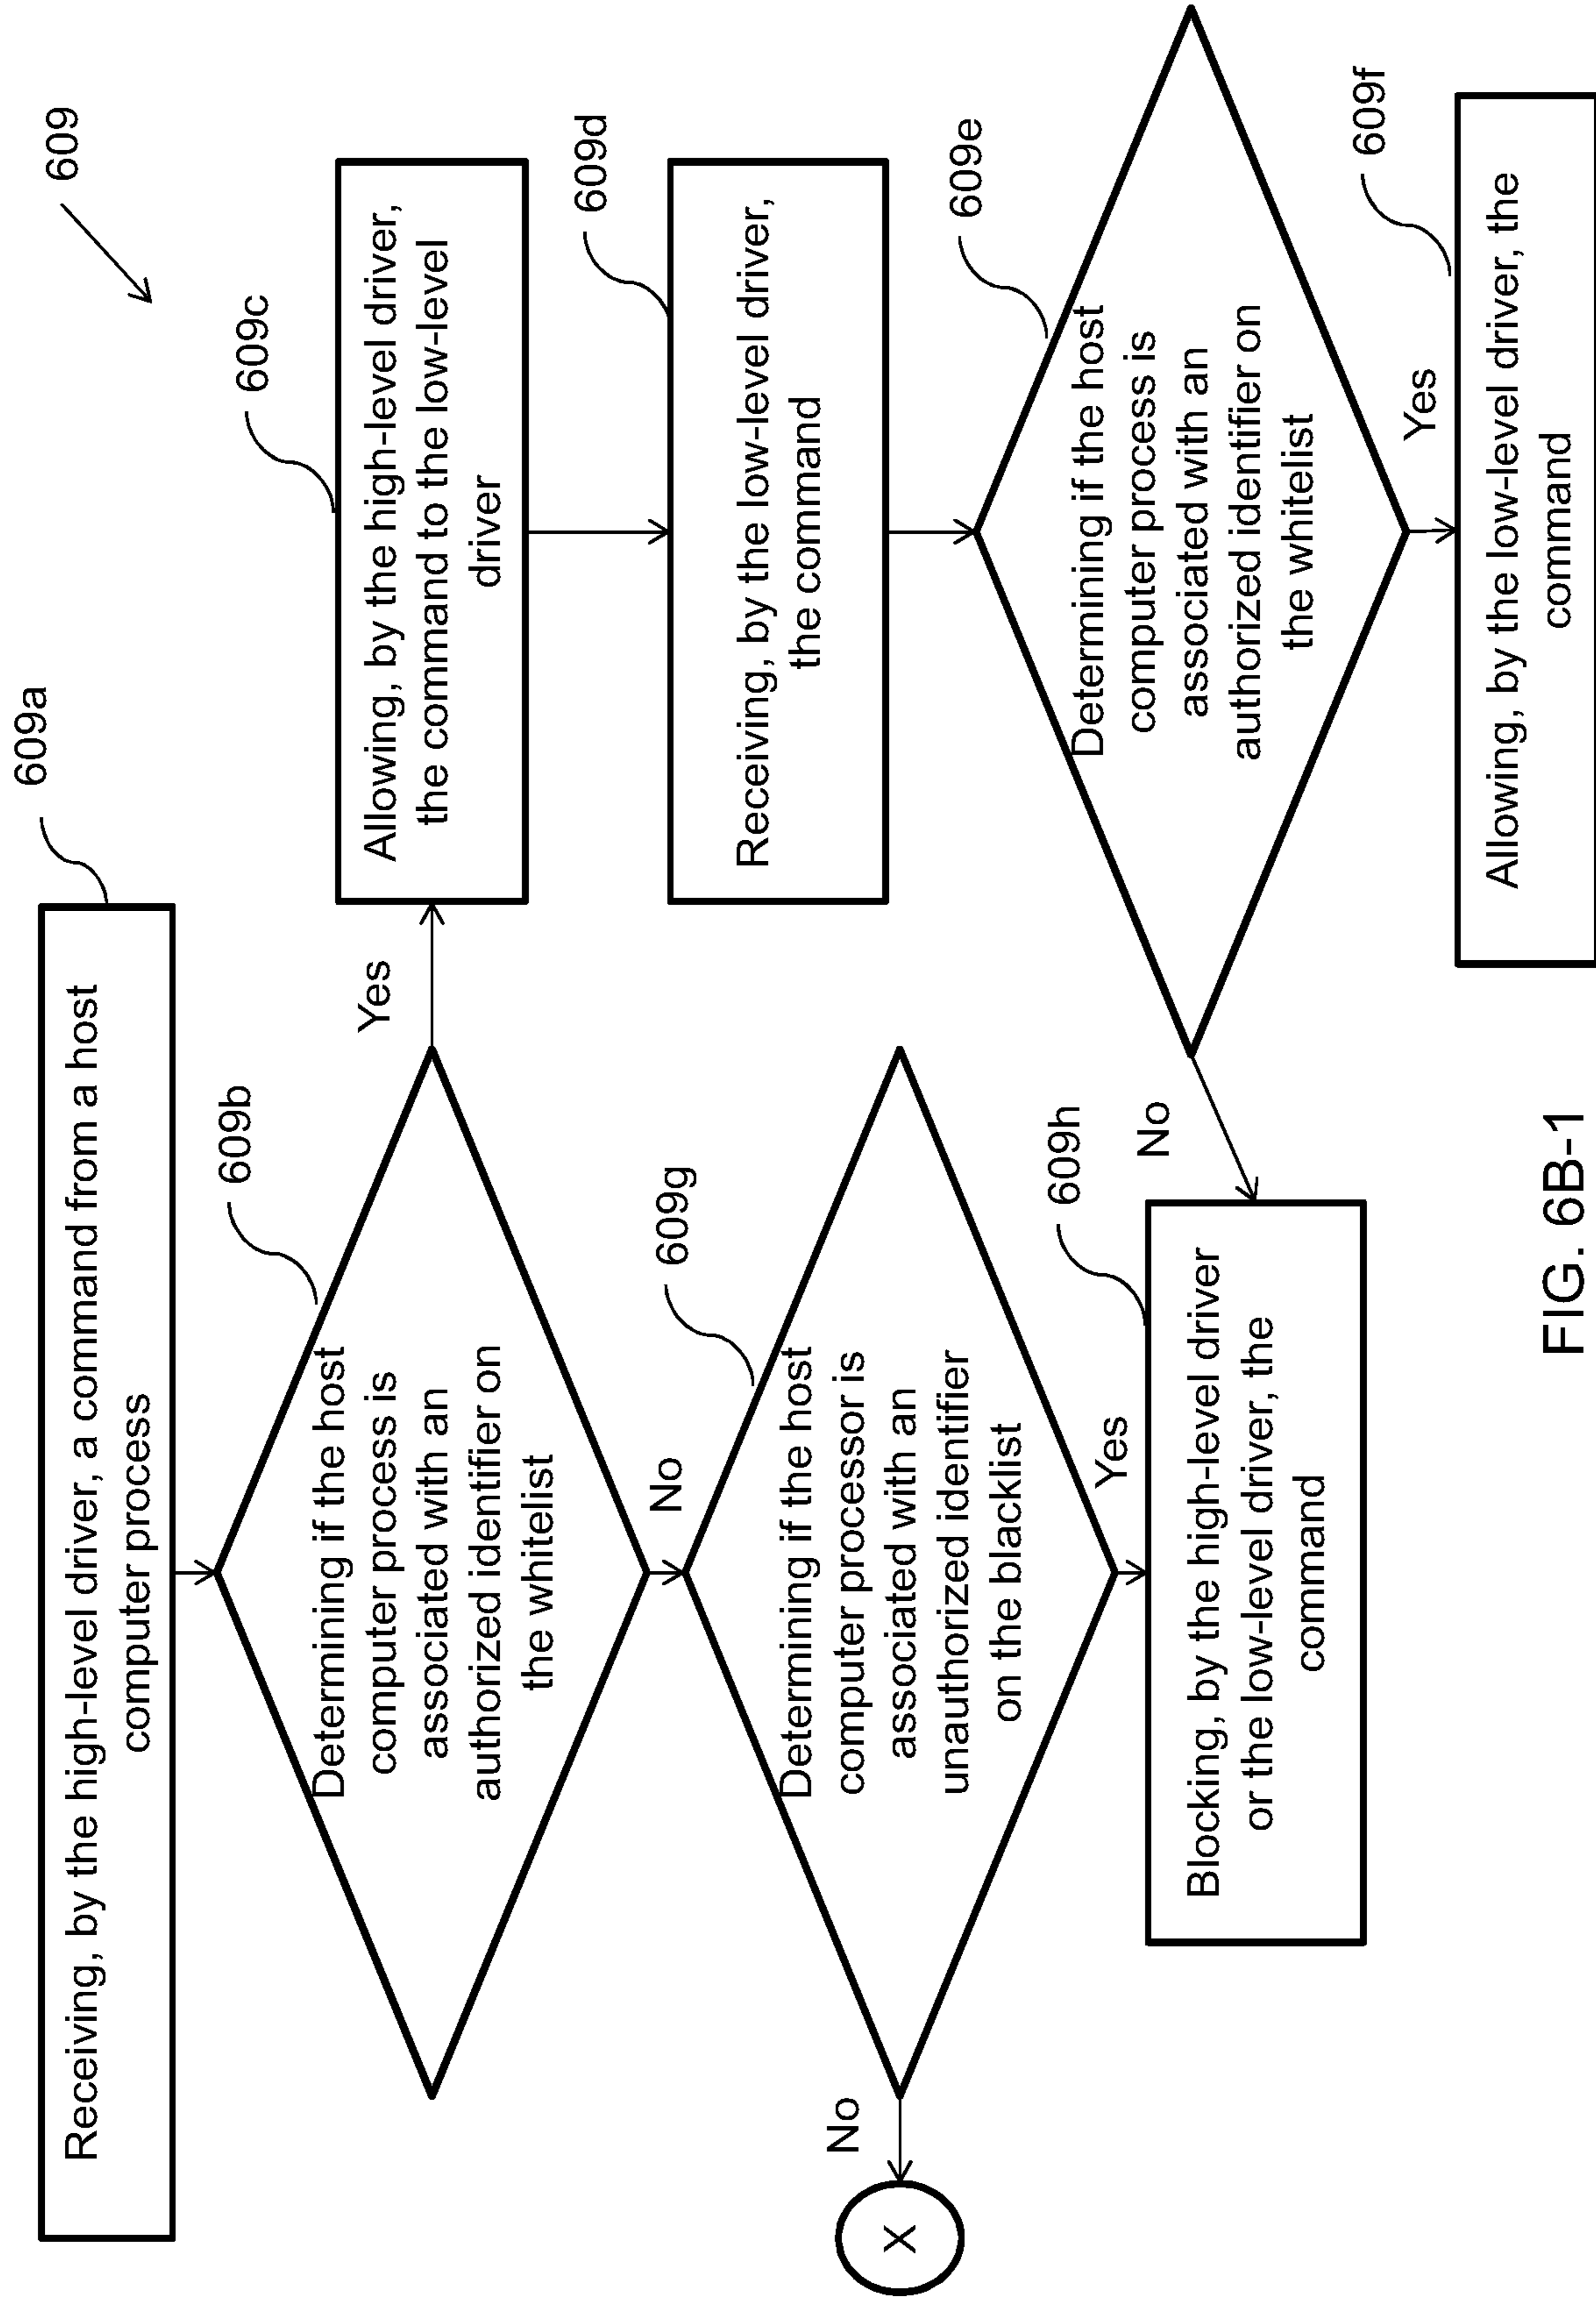 609
609a
Receiving, by the high-level driver, a command from a host
computer process
609b
Determining if the host
computer process is
associated with an
authorized identifier on
the whitelist
Yes
609c
Allowing, by the high-level driver,
the command to the low-level
driver
609d
Receiving, by the low-level driver,
the command
609e
Determining if the host
computer process is
associated with an
authorized identifier on
the whitelist
Yes
609f
Allowing, by the low-level driver, the
command
No
No
609g
Determining if the host
computer processor is
associated with an
unauthorized identifier
on the blacklist
No
X
Yes
609h
Blocking, by the high-level driver
or the low-level driver, the
command
FIG. 6B-1